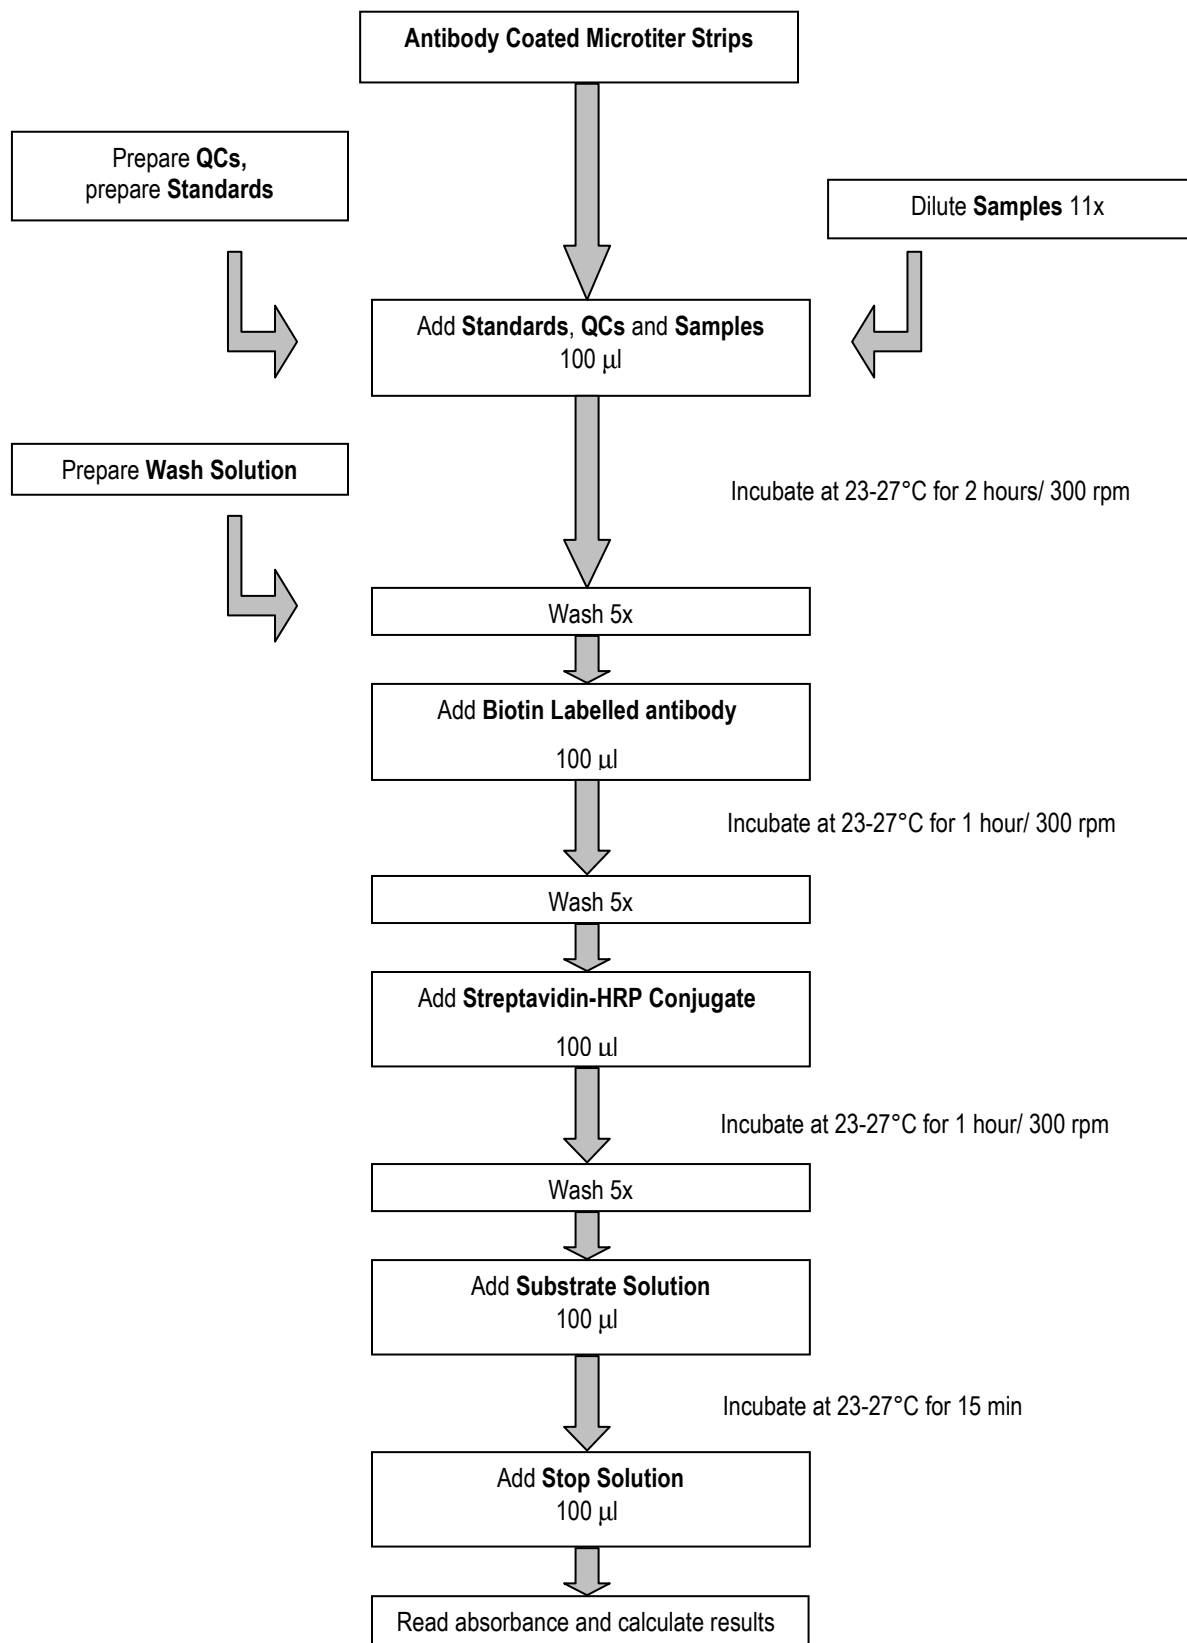 Antibody Coated Microtiter Strips
Prepare QCs,
prepare Standards
Dilute Samples 11x
Add Standards, QCs and Samples
100 µl
Prepare Wash Solution
Incubate at 23-27°C for 2 hours/ 300 rpm
Wash 5x
Add Biotin Labelled antibody
100 µl
Incubate at 23-27°C for 1 hour/ 300 rpm
Wash 5x
Add Streptavidin-HRP Conjugate
100 µl
Incubate at 23-27°C for 1 hour/ 300 rpm
Wash 5x
Add Substrate Solution
100 µl
Incubate at 23-27°C for 15 min
Add Stop Solution
100 µl
Read absorbance and calculate results